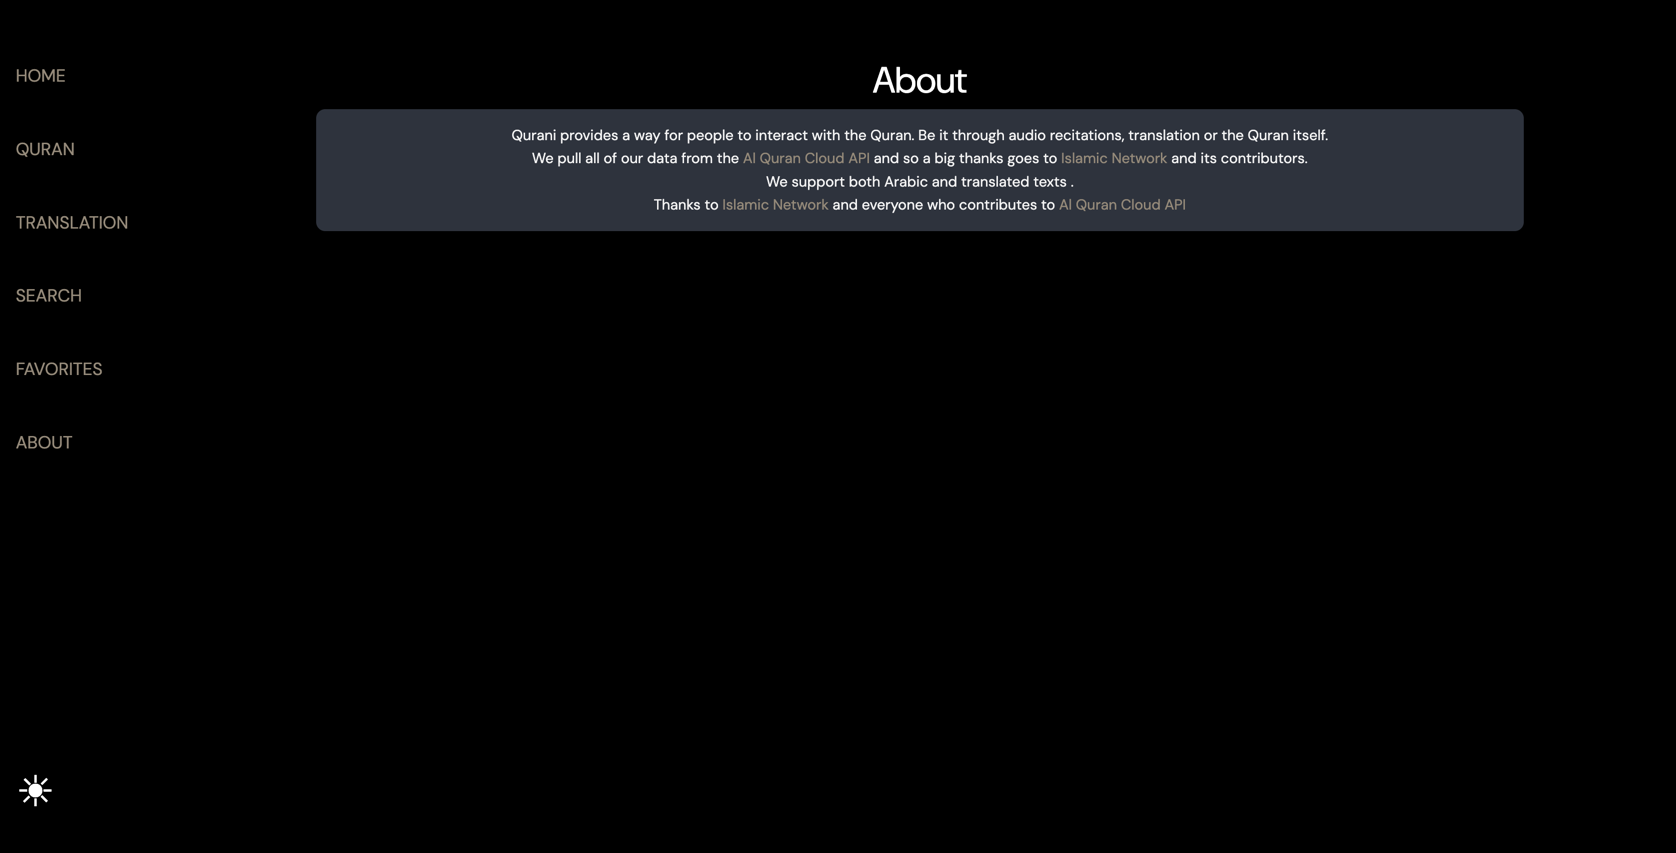 HOME
QURAN
TRANSLATION
SEARCH
FAVORITES
ABOUT
About
Qurani provides a way for people to interact with the Quran. Be it through audio recitations, translation or the Quran itself.
We pull all of our data from the Al Quran Cloud API and so a big thanks goes to Islamic Network and its contributors.
We support both Arabic and translated texts .
Thanks to Islamic Network and everyone who contributes to Al Quran Cloud API